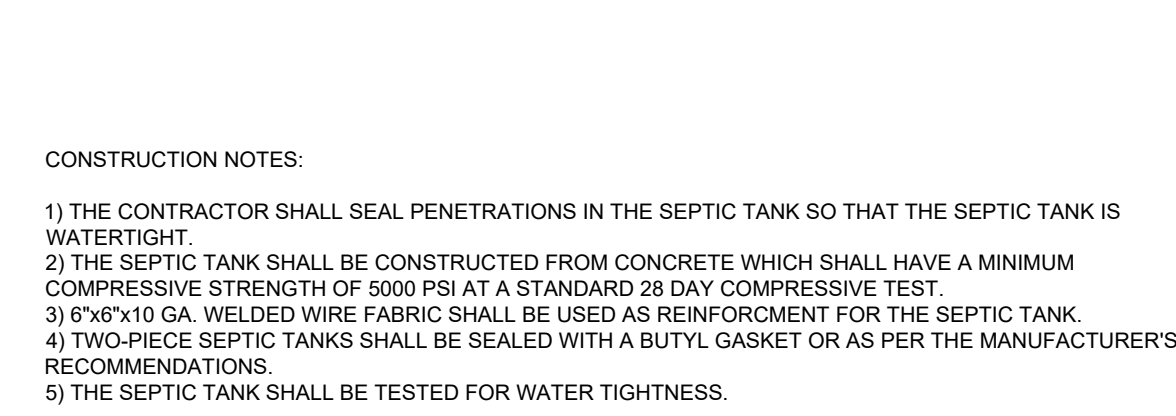 CONSTRUCTION NOTES:
1) THE CONTRACTOR SHALL SEAL PENETRATIONS IN THE SEPTIC TANK SO THAT THE SEPTIC TANK IS
WATERTIGHT.
2) THE SEPTIC TANK SHALL BE CONSTRUCTED FROM CONCRETE WHICH SHALL HAVE A MINIMUM
COMPRESSIVE STRENGTH OF 5000 PSI AT A STANDARD 28 DAY COMPRESSIVE TEST.
3) 6"x6"x10 GA. WELDED WIRE FABRIC SHALL BE USED AS REINFORCMENT FOR THE SEPTIC TANK.
4) TWO-PIECE SEPTIC TANKS SHALL BE SEALED WITH A BUTYL GASKET OR AS PER THE MANUFACTURER'S
RECOMMENDATIONS.
5) THE SEPTIC TANK SHALL BE TESTED FOR WATER TIGHTNESS.